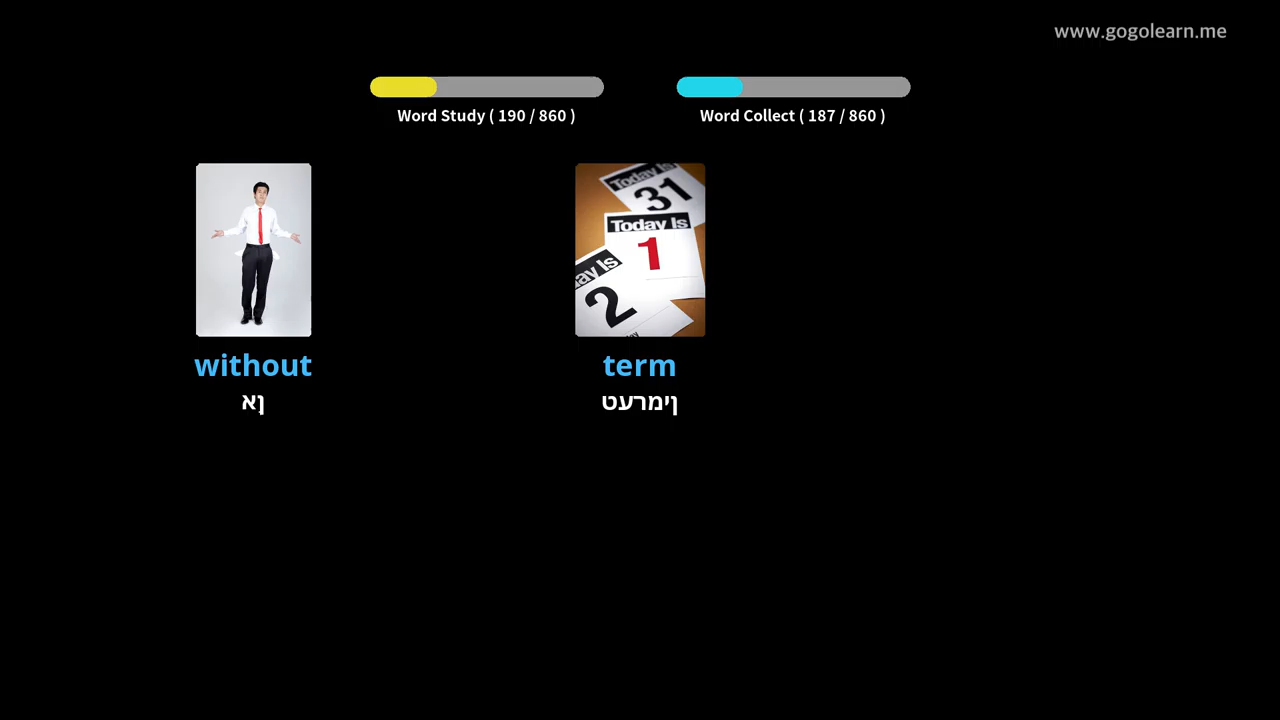 www.gogolearn.me
Word Study ( 190 / 860 )
Word Collect ( 187 / 860 )
Today Is
31
Today Is
1
day Is
2
without
אָן
term
טערמין